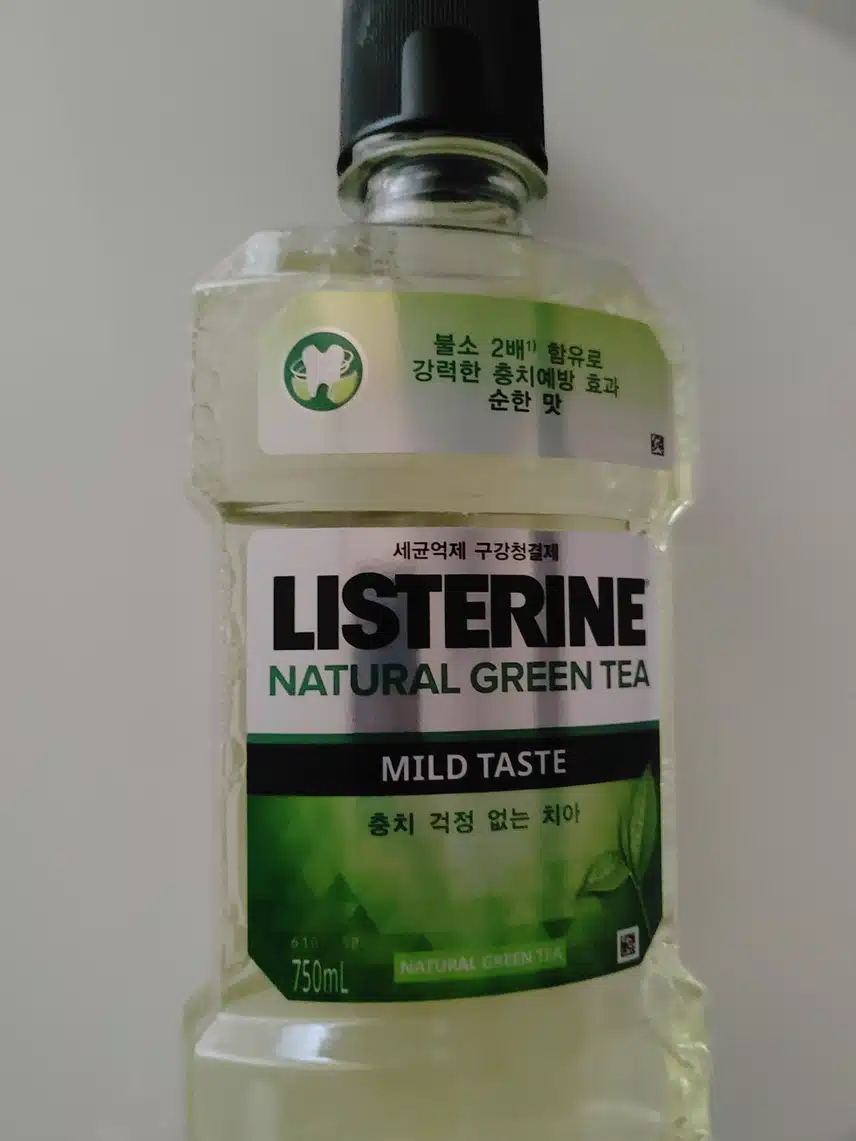 불소 2배¹⁾ 함유로
강력한 충치예방 효과
순한 맛
세균억제 구강청결제
LISTERINE®
NATURAL GREEN TEA
MILD TASTE
충치 걱정 없는 치아
750mL
NATURAL GREEN TEA